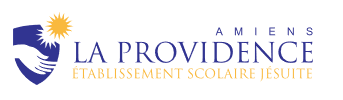 AMIENS
LA PROVIDENCE
ÉTABLISSEMENT SCOLAIRE JÉSUITE